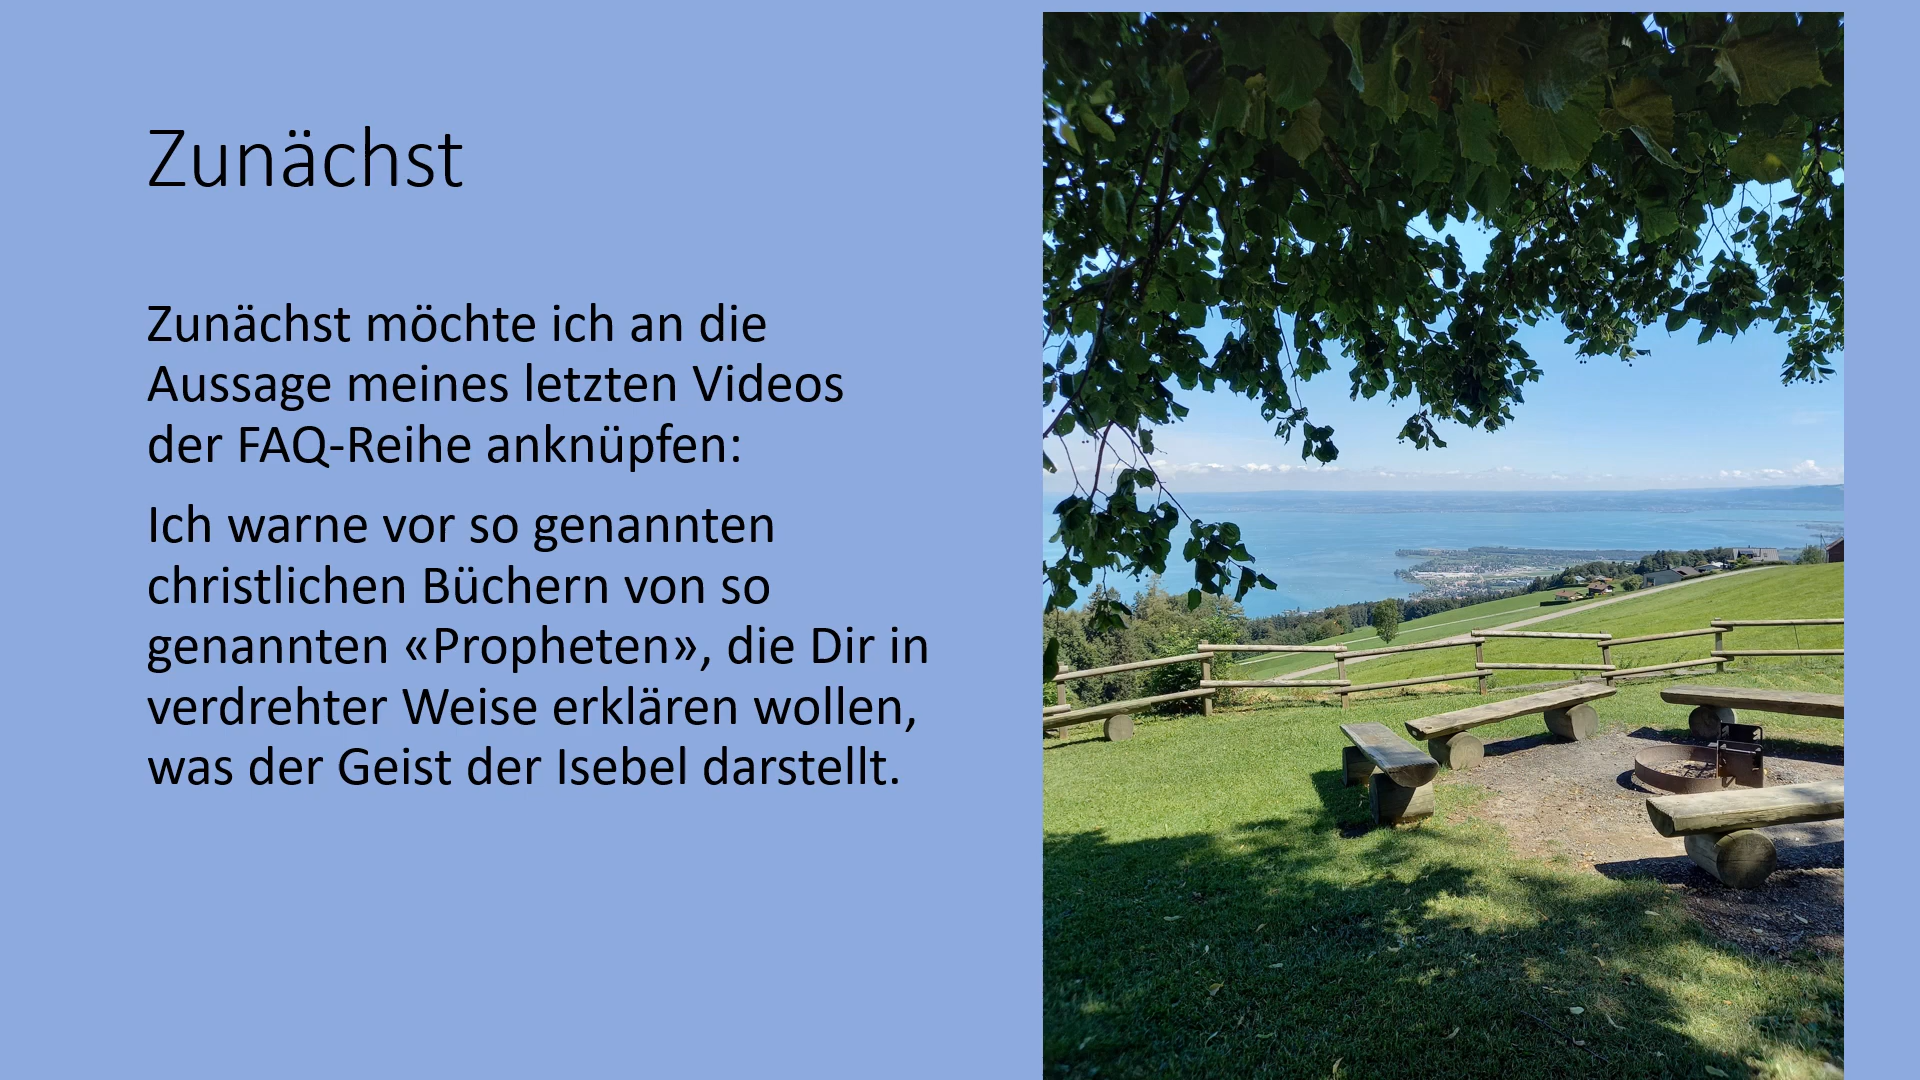 Zunächst
Zunächst möchte ich an die
Aussage meines letzten Videos
der FAQ-Reihe anknüpfen:
Ich warne vor so genannten
christlichen Büchern von so
genannten «Propheten», die Dir in
verdrehter Weise erklären wollen,
was der Geist der Isebel darstellt.